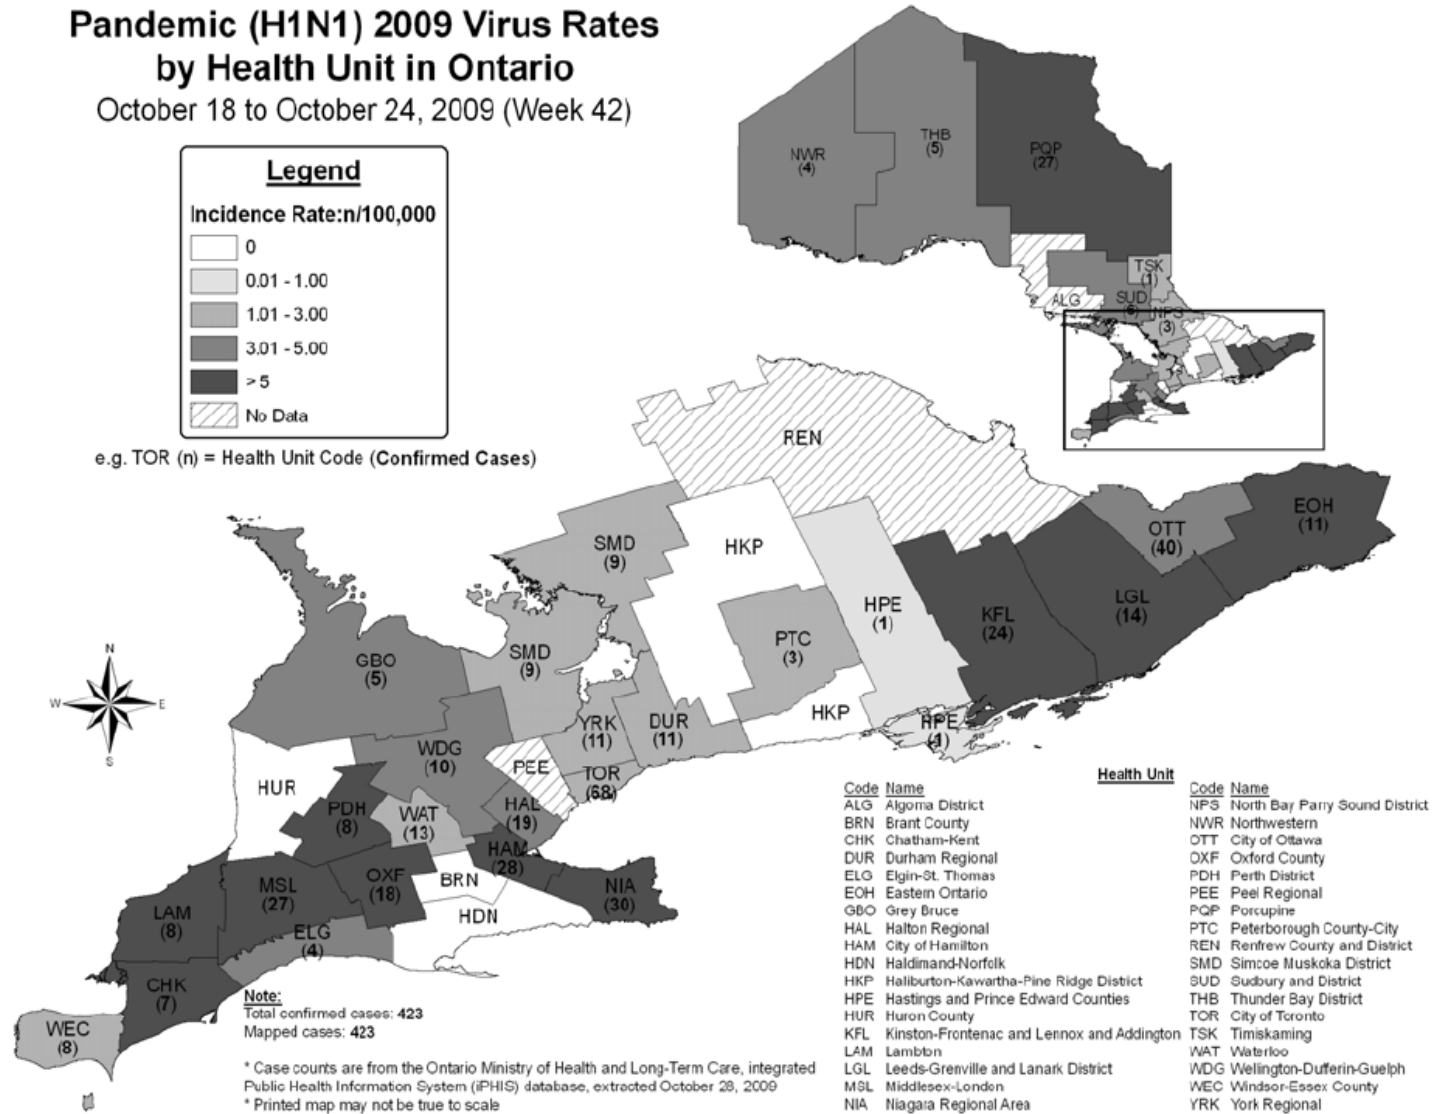 Pandemic (H1N1) 2009 Virus Rates
by Health Unit in Ontario
October 18 to October 24, 2009 (Week 42)
Legend
Incidence Rate:n/100,000
0
0.01 - 1.00
1.01 - 3.00
3.01 - 5.00
> 5
No Data
e.g. TOR (n) = Health Unit Code (Confirmed Cases)
NWR
(4)
THB
(5)
PQP
(27)
TSK
(1)
ALG
SUD
NPS
(3)
REN
SMD
(9)
HKP
OTT
(40)
EOH
(11)
HPE
(1)
KFL
(24)
LGL
(14)
PTC
(3)
GBO
(5)
SMD
(9)
YRK
(11)
DUR
(11)
HKP
HPE
(1)
WDG
(10)
PEE
TOR
(68)
HUR
PDH
(8)
WAT
(13)
HAL
(19)
HAM
(28)
OXF
(18)
BRN
NIA
(30)
MSL
(27)
LAM
(8)
HDN
ELG
(4)
CHK
(7)
WEC
(8)
N
W
E
S
Note:
Total confirmed cases: 423
Mapped cases: 423
* Case counts are from the Ontario Ministry of Health and Long-Term Care, integrated
Public Health Information System (iPHIS) database, extracted October 28, 2009
* Printed map may not be true to scale
Health Unit
Code Name
ALG Algoma District
BRN Brant County
CHK Chatham-Kent
DUR Durham Regional
ELG Elgin-St. Thomas
EOH Eastern Ontario
GBO Grey Bruce
HAL Halton Regional
HAM City of Hamilton
HDN Haldimand-Norfolk
HKP Haliburton-Kawartha-Pine Ridge District
HPE Hastings and Prince Edward Counties
HUR Huron County
KFL Kinston-Frontenac and Lennox and Addington
LAM Lambton
LGL Leeds-Grenville and Lanark District
MSL Middlesex-London
NIA Niagara Regional Area
Code Name
NPS North Bay Parry Sound District
NWR Northwestern
OTT City of Ottawa
OXF Oxford County
PDH Perth District
PEE Peel Regional
PQP Porcupine
PTC Peterborough County-City
REN Renfrew County and District
SMD Simcoe Muskoka District
SUD Sudbury and District
THB Thunder Bay District
TOR City of Toronto
TSK Timiskaming
WAT Waterloo
WDG Wellington-Dufferin-Guelph
WEC Windsor-Essex County
YRK York Regional